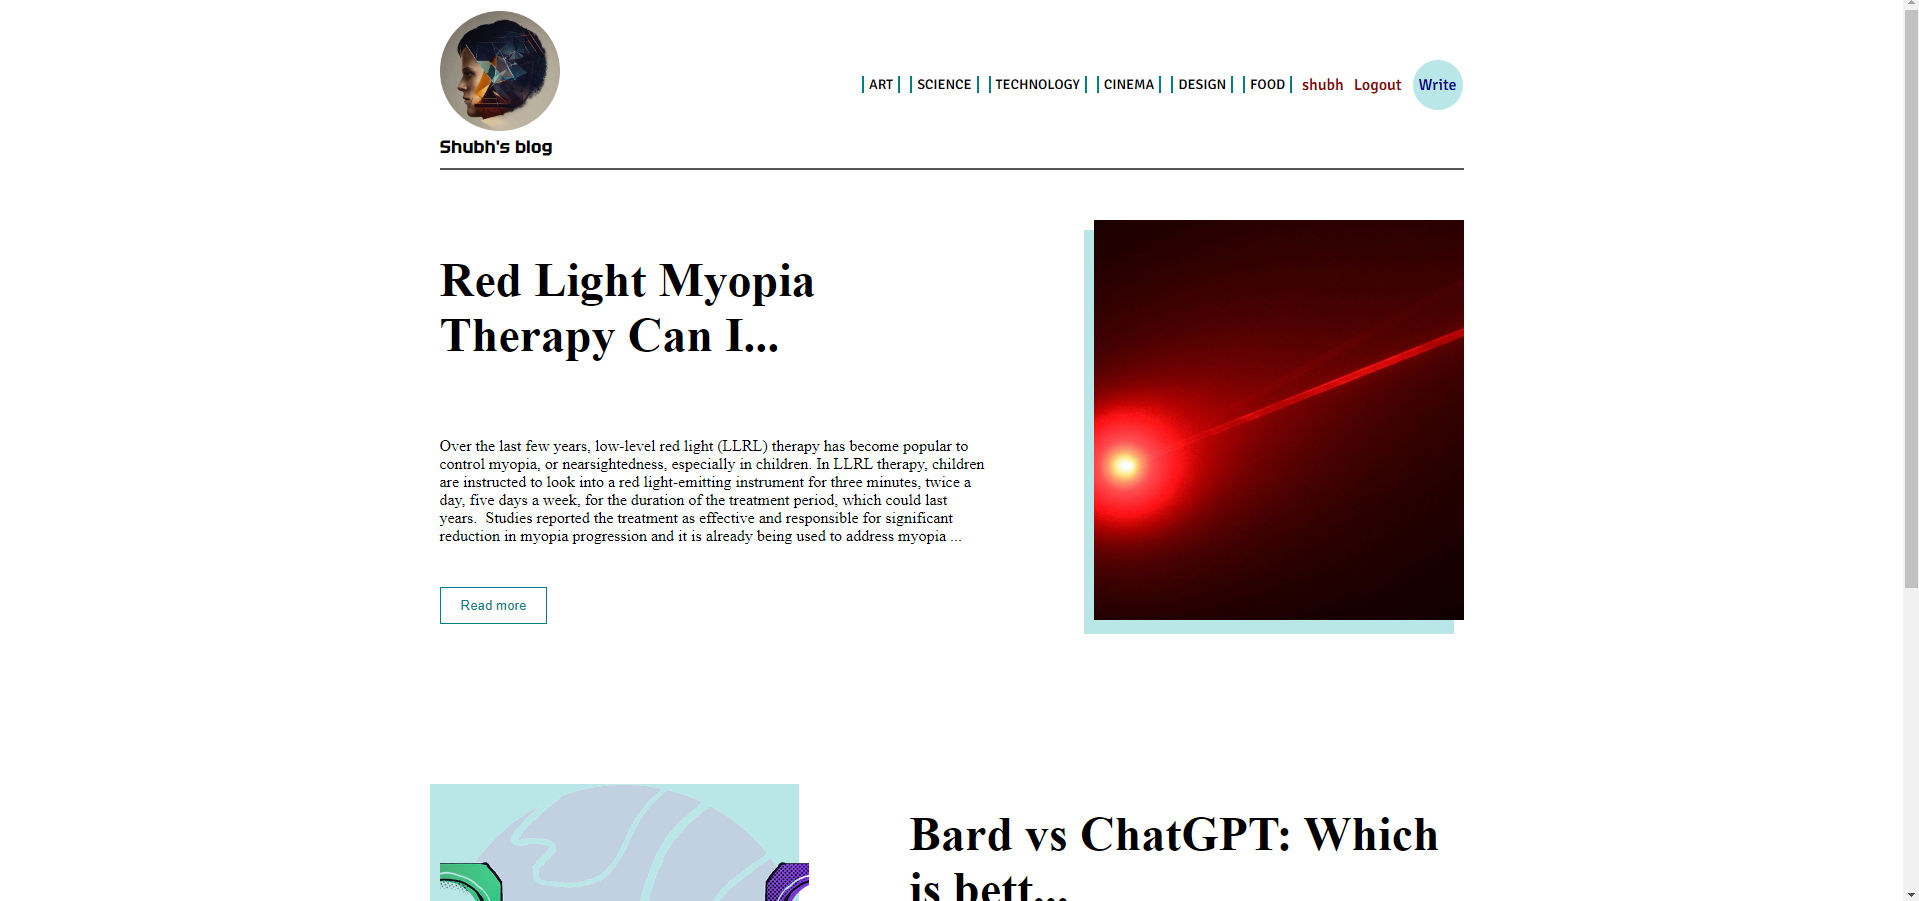 | ART | | SCIENCE | | TECHNOLOGY | | CINEMA | | DESIGN | | FOOD | shubh Logout Write
Shubh's blog
Red Light Myopia
Therapy Can I...
Over the last few years, low-level red light (LLRL) therapy has become popular to
control myopia, or nearsightedness, especially in children. In LLRL therapy, children
are instructed to look into a red light-emitting instrument for three minutes, twice a
day, five days a week, for the duration of the treatment period, which could last
years.  Studies reported the treatment as effective and responsible for significant
reduction in myopia progression and it is already being used to address myopia ...
Read more
Bard vs ChatGPT: Which
is bett...